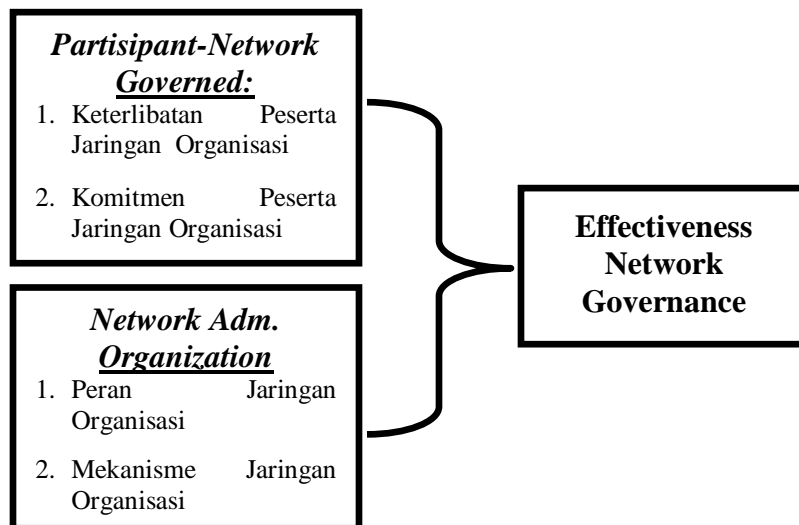 Partisipant-Network
Governed:
1. Keterlibatan Peserta
Jaringan Organisasi
2. Komitmen Peserta
Jaringan Organisasi
Effectiveness
Network
Governance
Network Adm.
Organization
1. Peran Jaringan
Organisasi
2. Mekanisme Jaringan
Organisasi